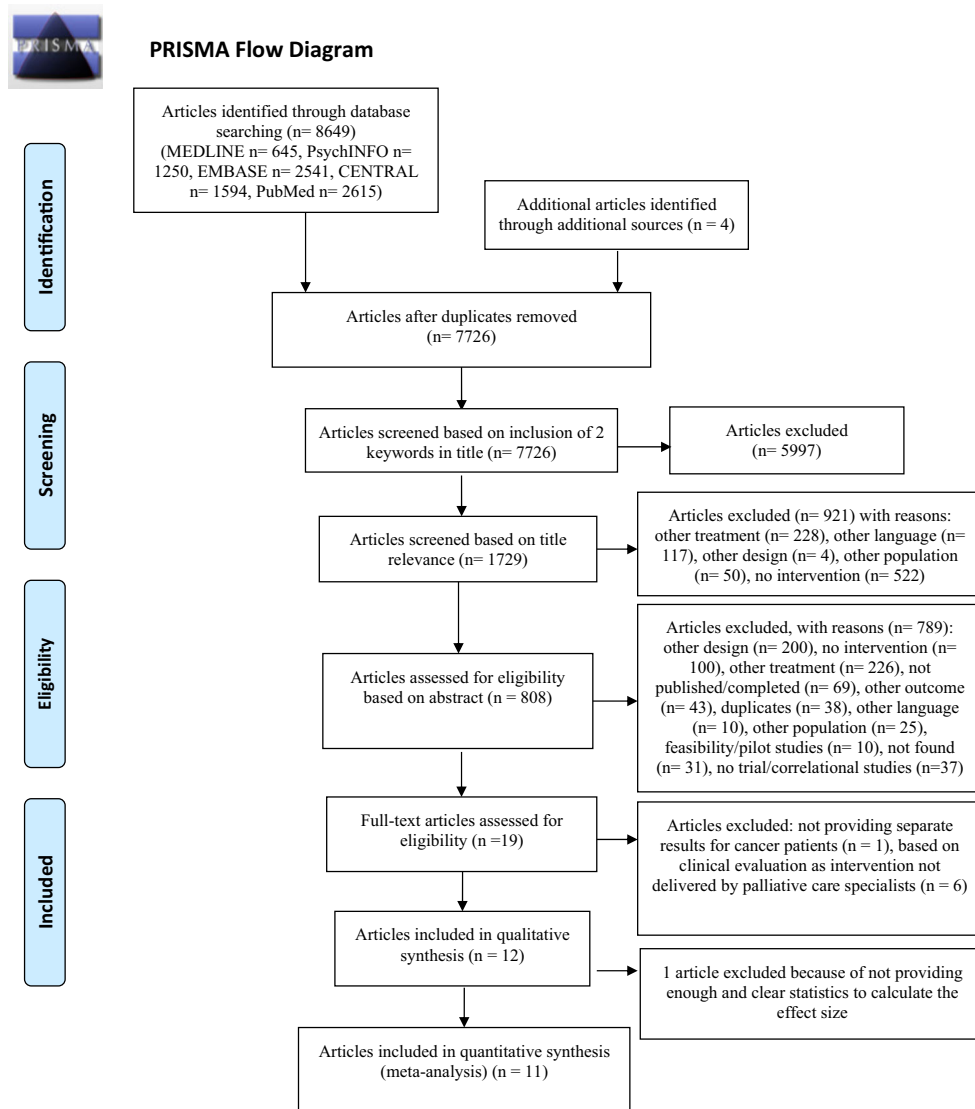 PRISMA
PRISMA Flow Diagram
Articles identified through database
searching (n= 8649)
(MEDLINE n= 645, PsychINFO n=
1250, EMBASE n= 2541, CENTRAL
n= 1594, PubMed n= 2615)
Additional articles identified
through additional sources (n = 4)
Identification
Articles after duplicates removed
(n= 7726)
Screening
Articles screened based on inclusion of 2
keywords in title (n= 7726)
Articles excluded
(n= 5997)
Articles screened based on title
relevance (n= 1729)
Articles excluded (n= 921) with reasons:
other treatment (n= 228), other language (n=
117), other design (n= 4), other population
(n= 50), no intervention (n= 522)
Eligibility
Articles assessed for eligibility
based on abstract (n = 808)
Articles excluded, with reasons (n= 789):
other design (n= 200), no intervention (n=
100), other treatment (n= 226), not
published/completed (n= 69), other outcome
(n= 43), duplicates (n= 38), other language
(n= 10), other population (n= 25),
feasibility/pilot studies (n= 10), not found
(n= 31), no trial/correlational studies (n=37)
Full-text articles assessed for
eligibility (n =19)
Articles excluded: not providing separate
results for cancer patients (n = 1), based on
clinical evaluation as intervention not
delivered by palliative care specialists (n = 6)
Included
Articles included in qualitative
synthesis (n = 12)
1 article excluded because of not providing
enough and clear statistics to calculate the
effect size
Articles included in quantitative synthesis
(meta-analysis) (n = 11)